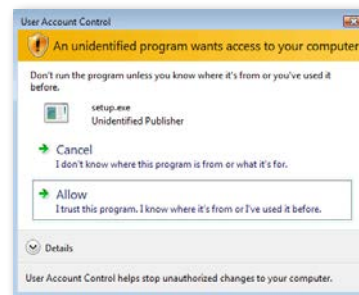 User Account Control
An unidentified program wants access to your computer
Don't run the program unless you know where it's from or you've used it
before.
setup.exe
Unidentified Publisher
Cancel
I don't know where this program is from or what it's for.
Allow
I trust this program. I know where it's from or I've used it before.
Details
User Account Control helps stop unauthorized changes to your computer.